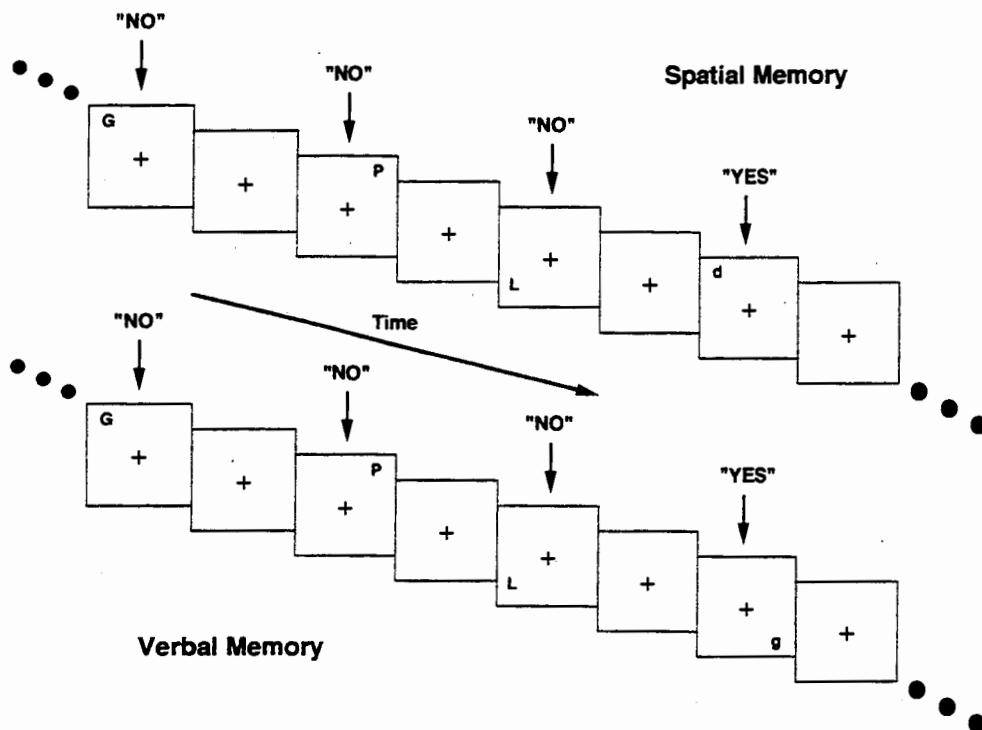 "NO"
"NO"
Spatial Memory
"NO"
"YES"
G
P
L
d
Time
"NO"
"NO"
"NO"
"YES"
G
P
L
g
Verbal Memory